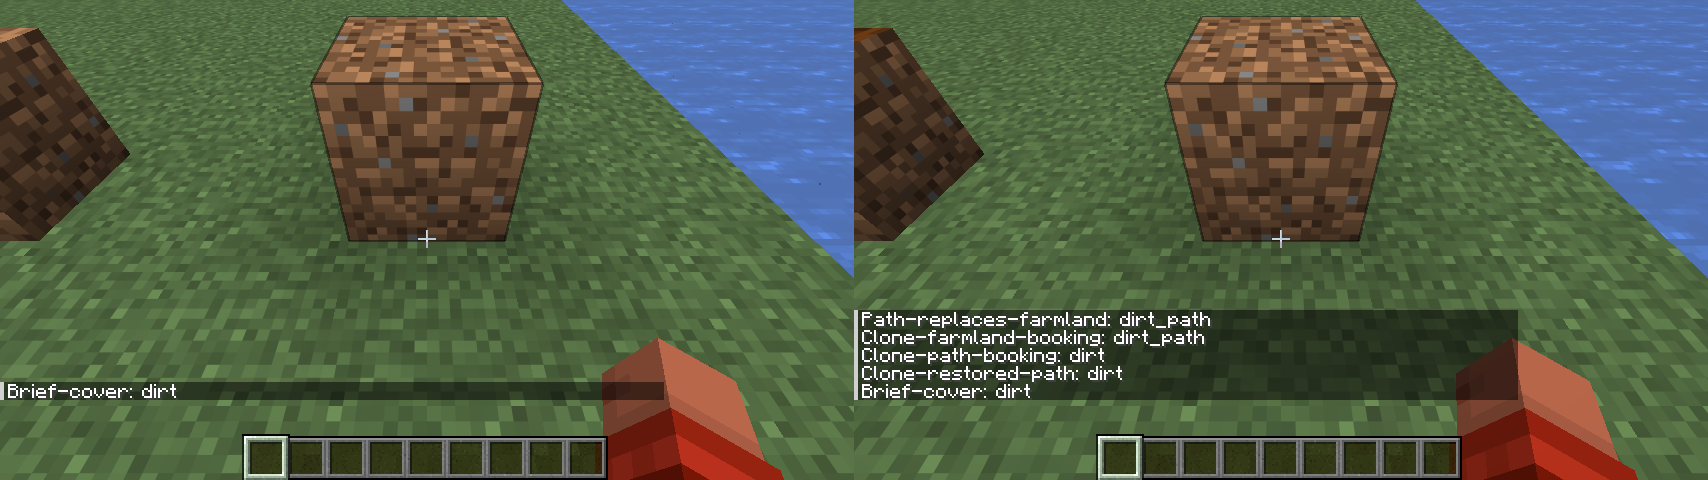 Brief-cover: dirt
Path-replaces-farmland: dirt_path
Clone-farmland-booking: dirt_path
Clone-path-booking: dirt
Clone-restored-path: dirt
Brief-cover: dirt